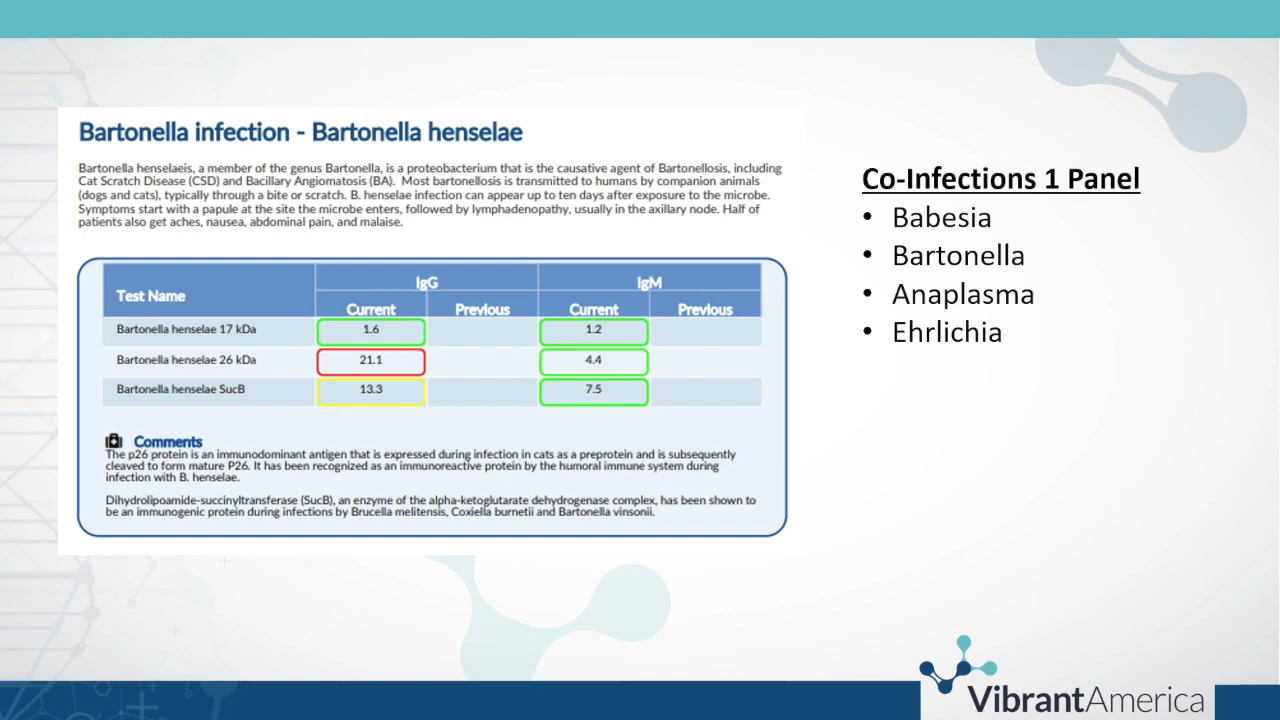 Bartonella infection - Bartonella henselae
Bartonella henselaeis, a member of the genus Bartonella, is a proteobacterium that is the causative agent of Bartonellosis, including
Cat Scratch Disease (CSD) and Bacillary Angiomatosis (BA). Most bartonellosis is transmitted to humans by companion animals
(dogs and cats), typically through a bite or scratch. B. henselae infection can appear up to ten days after exposure to the microbe.
Symptoms start with a papule at the site the microbe enters, followed by lymphadenopathy, usually in the axillary node. Half of
patients also get aches, nausea, abdominal pain, and malaise.
Test Name IgG IgM
Current Previous Current Previous
Bartonella henselae 17 kDa 1.6 1.2
Bartonella henselae 26 kDa 21.1 4.4
Bartonella henselae SucB 13.3 7.5
Comments
The p26 protein is an immunodominant antigen that is expressed during infection in cats as a preprotein and is subsequently
cleaved to form mature P26. It has been recognized as an immunoreactive protein by the humoral immune system during
infection with B. henselae.
Dihydrolipoamide-succinyltransferase (SucB), an enzyme of the alpha-ketoglutarate dehydrogenase complex, has been shown to
be an immunogenic protein during infections by Brucella melitensis, Coxiella burnetii and Bartonella vinsonii.
Co-Infections 1 Panel
• Babesia
• Bartonella
• Anaplasma
• Ehrlichia
VibrantAmerica